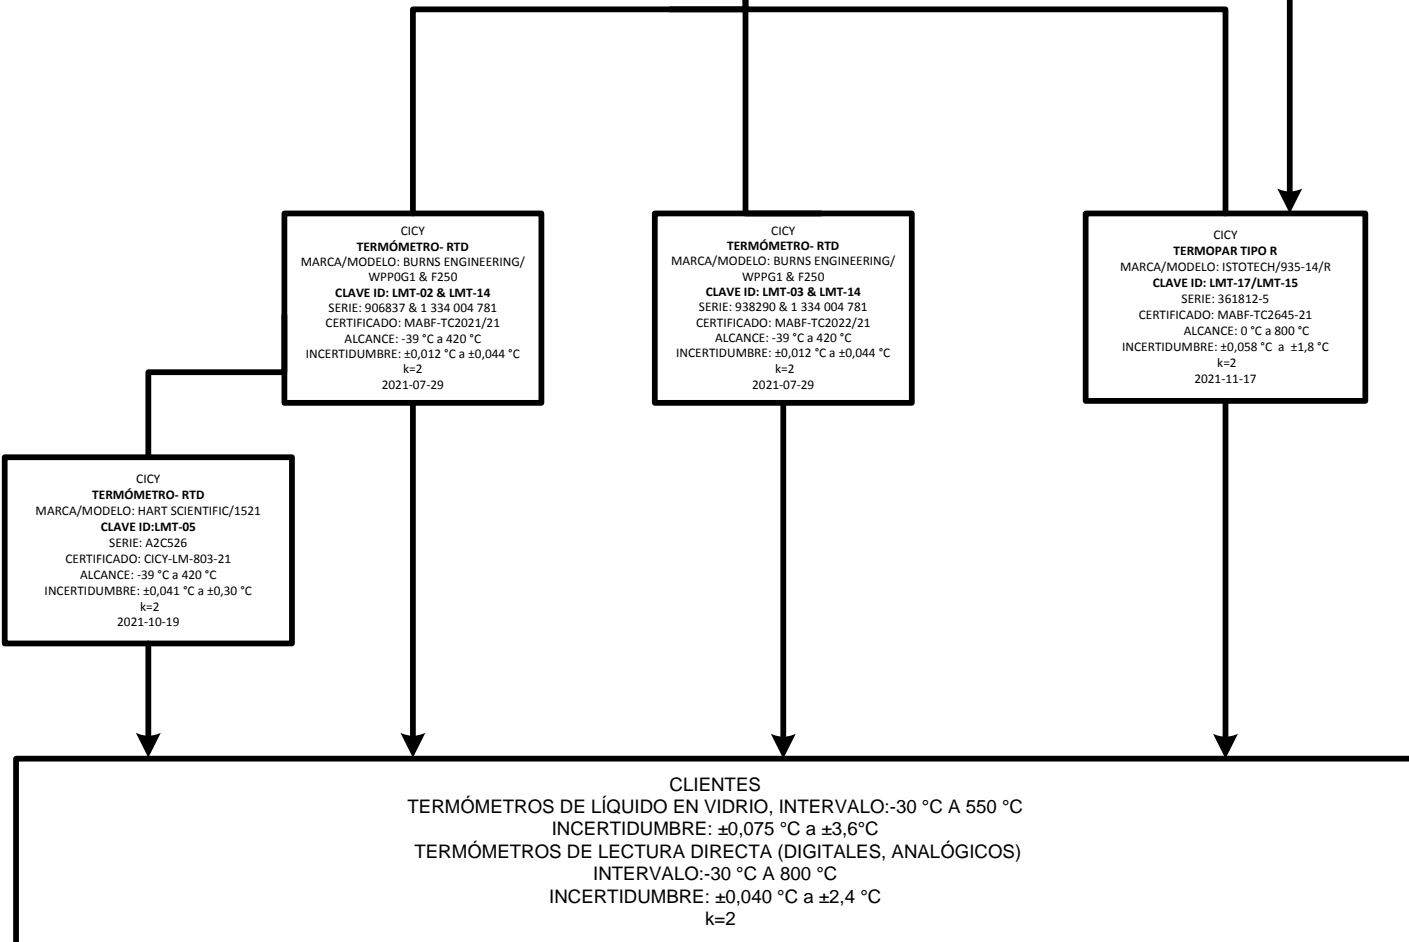 CICY
TERMÓMETRO- RTD
MARCA/MODELO: BURNS ENGINEERING/
WPP0G1 & F250
CLAVE ID: LMT-02 & LMT-14
SERIE: 906837 & 1 334 004 781
CERTIFICADO: MABF-TC2021/21
ALCANCE: -39 °C a 420 °C
INCERTIDUMBRE: ±0,012 °C a ±0,044 °C
k=2
2021-07-29
CICY
TERMÓMETRO- RTD
MARCA/MODELO: BURNS ENGINEERING/
WPPG1 & F250
CLAVE ID: LMT-03 & LMT-14
SERIE: 938290 & 1 334 004 781
CERTIFICADO: MABF-TC2022/21
ALCANCE: -39 °C a 420 °C
INCERTIDUMBRE: ±0,012 °C a ±0,044 °C
k=2
2021-07-29
CICY
TERMOPAR TIPO R
MARCA/MODELO: ISTOTECH/935-14/R
CLAVE ID: LMT-17/LMT-15
SERIE: 361812-5
CERTIFICADO: MABF-TC2645-21
ALCANCE: 0 °C a 800 °C
INCERTIDUMBRE: ±0,058 °C a ±1,8 °C
k=2
2021-11-17
CICY
TERMÓMETRO- RTD
MARCA/MODELO: HART SCIENTIFIC/1521
CLAVE ID:LMT-05
SERIE: A2C526
CERTIFICADO: CICY-LM-803-21
ALCANCE: -39 °C a 420 °C
INCERTIDUMBRE: ±0,041 °C a ±0,30 °C
k=2
2021-10-19
CLIENTES
TERMÓMETROS DE LÍQUIDO EN VIDRIO, INTERVALO:-30 °C A 550 °C
INCERTIDUMBRE: ±0,075 °C a ±3,6°C
TERMÓMETROS DE LECTURA DIRECTA (DIGITALES, ANALÓGICOS)
INTERVALO:-30 °C A 800 °C
INCERTIDUMBRE: ±0,040 °C a ±2,4 °C
k=2